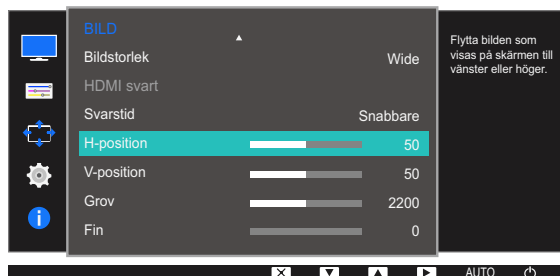 BILD
Bildstorlek Wide
HDMI svart
Svarstid Snabbare
H-position 50
V-position 50
Grov 2200
Fin 0
Flytta bilden som
visas på skärmen till
vänster eller höger.
AUTO